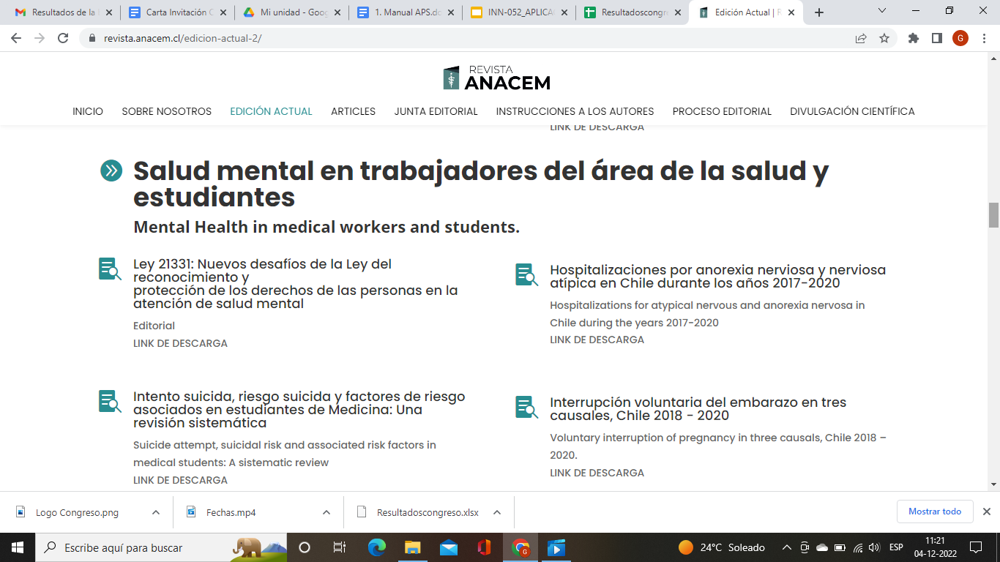 Resultados de la
Carta Invitación C
Mi unidad - Goog
1. Manual APS.do
INN-052_APLICA
Resultadoscongre
Edición Actual | R
revista.anacem.cl/edicion-actual-2/
G
REVISTA
ANACEM
INICIO SOBRE NOSOTROS EDICIÓN ACTUAL ARTICLES JUNTA EDITORIAL INSTRUCCIONES A LOS AUTORES PROCESO EDITORIAL DIVULGACIÓN CIENTÍFICA
LINK DE DESCARGA
Salud mental en trabajadores del área de la salud y
estudiantes
Mental Health in medical workers and students.
Ley 21331: Nuevos desafíos de la Ley del
reconocimiento y
protección de los derechos de las personas en la
atención de salud mental
Editorial
LINK DE DESCARGA
Hospitalizaciones por anorexia nerviosa y nerviosa
atípica en Chile durante los años 2017-2020
Hospitalizations for atypical nervous and anorexia nervosa in
Chile during the years 2017-2020
LINK DE DESCARGA
Intento suicida, riesgo suicida y factores de riesgo
asociados en estudiantes de Medicina: Una
revisión sistemática
Suicide attempt, suicidal risk and associated risk factors in
medical students: A sistematic review
LINK DE DESCARGA
Interrupción voluntaria del embarazo en tres
causales, Chile 2018 - 2020
Voluntary interruption of pregnancy in three causals, Chile 2018 –
2020.
LINK DE DESCARGA
Logo Congreso.png
Fechas.mp4
Resultadoscongreso.xlsx
Mostrar todo
Escribe aquí para buscar
G
24°C Soleado
ESP
11:21
04-12-2022